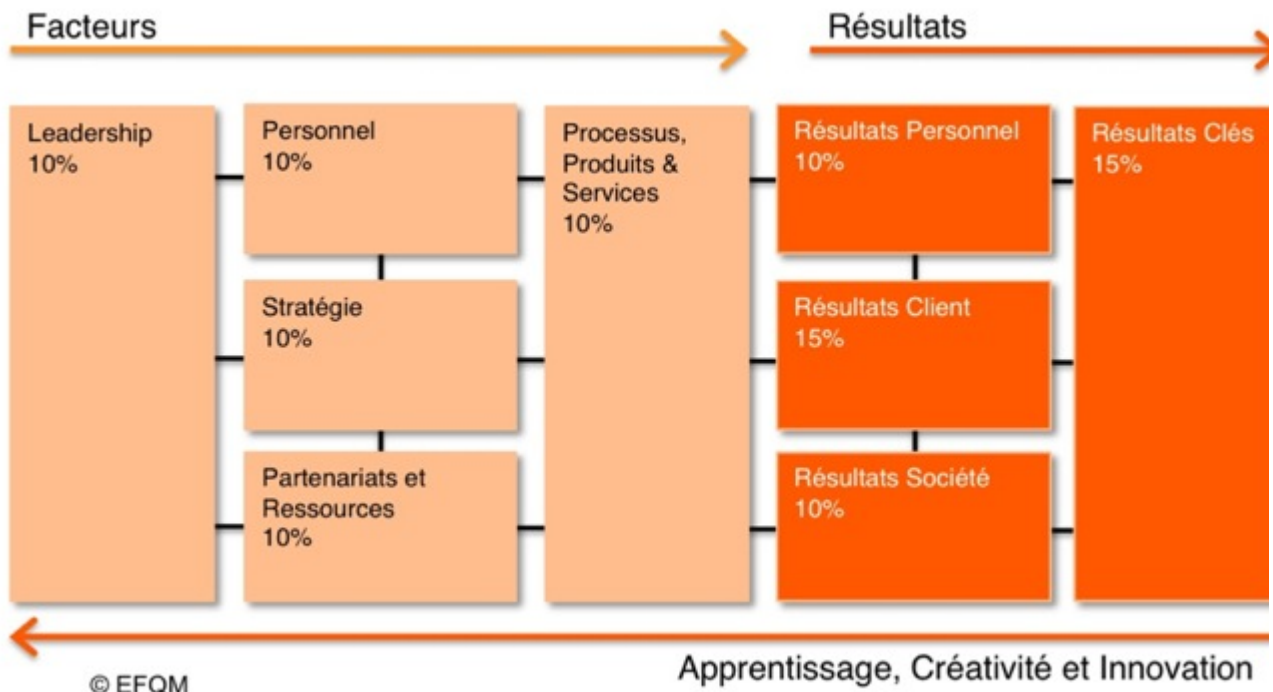 Facteurs
Résultats
Leadership
10%
Personnel
10%
Stratégie
10%
Partenariats et
Ressources
10%
Processus,
Produits &
Services
10%
Résultats Personnel
10%
Résultats Client
15%
Résultats Société
10%
Résultats Clés
15%
Apprentissage, Créativité et Innovation
© EFQM